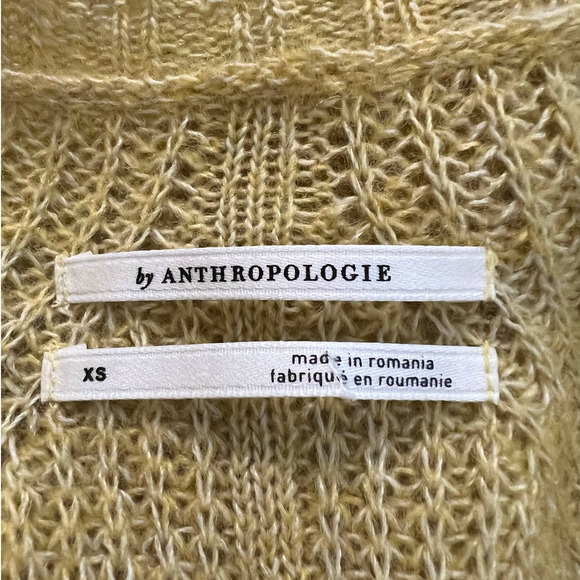 by ANTHROPOLOGIE
XS
made in romania
fabriqué en roumanie